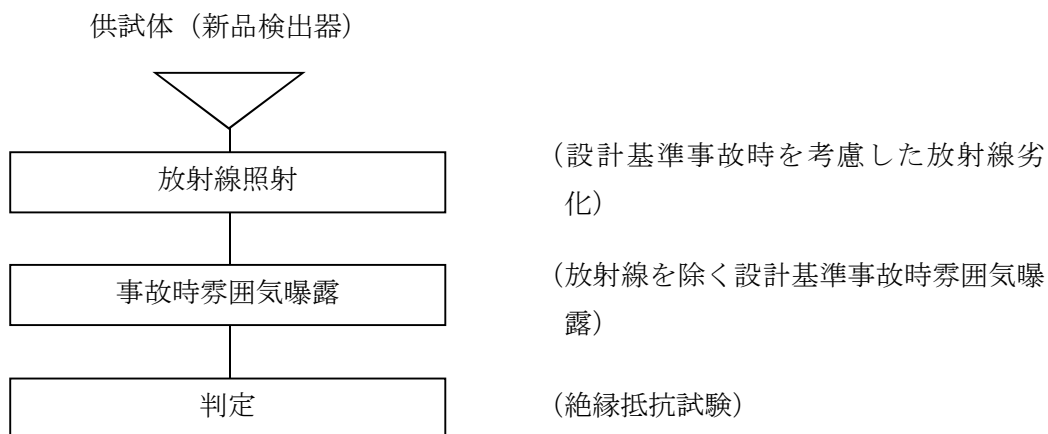 供試体（新品検出器）
放射線照射
（設計基準事故時を考慮した放射線劣
化）
事故時雰囲気曝露
（放射線を除く設計基準事故時雰囲気曝
露）
判定
（絶縁抵抗試験）